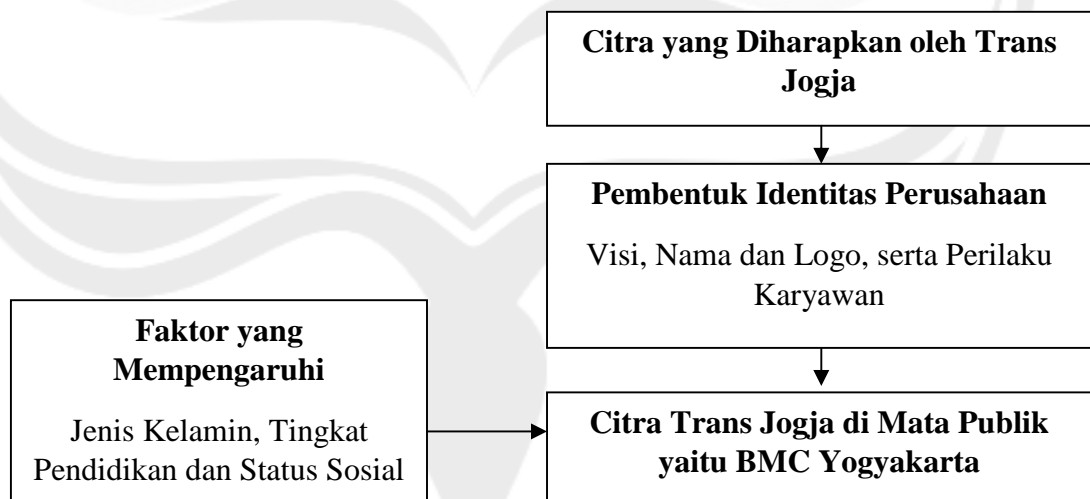 Citra yang Diharapkan oleh Trans
Jogja
Pembentuk Identitas Perusahaan
Visi, Nama dan Logo, serta Perilaku
Karyawan
Faktor yang
Mempengaruhi
Jenis Kelamin, Tingkat
Pendidikan dan Status Sosial
Citra Trans Jogja di Mata Publik
yaitu BMC Yogyakarta